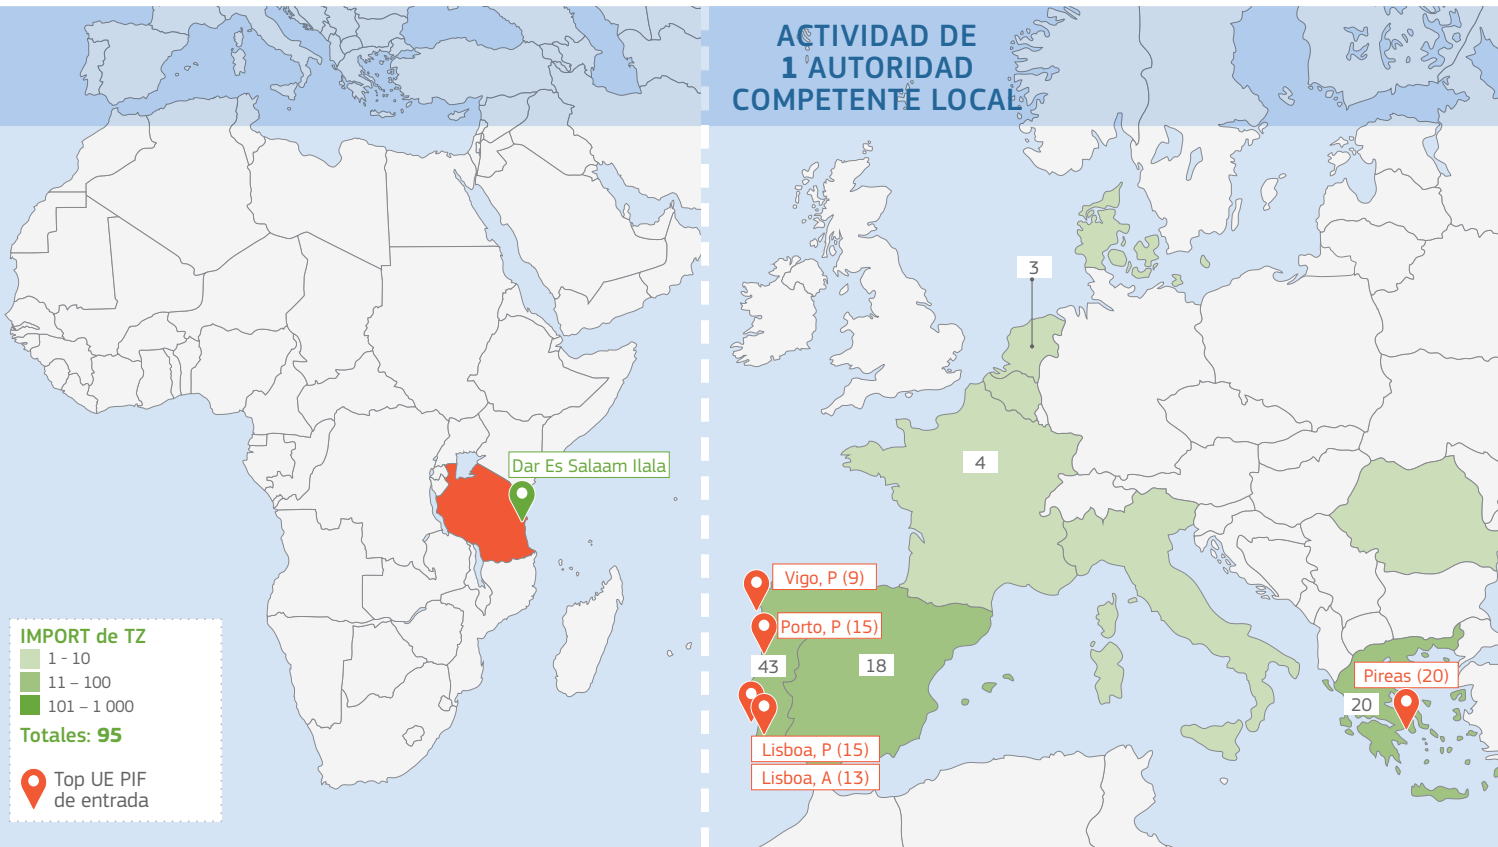 ACTIVIDAD DE
1 AUTORIDAD
COMPETENTE LOCAL
3
Dar Es Salaam Ilala
4
Vigo, P (9)
Porto, P (15)
43
18
Pireas (20)
20
Lisboa, P (15)
Lisboa, A (13)
IMPORT de TZ
1 - 10
11 – 100
101 – 1 000
Totales: 95
Top UE PIF
de entrada